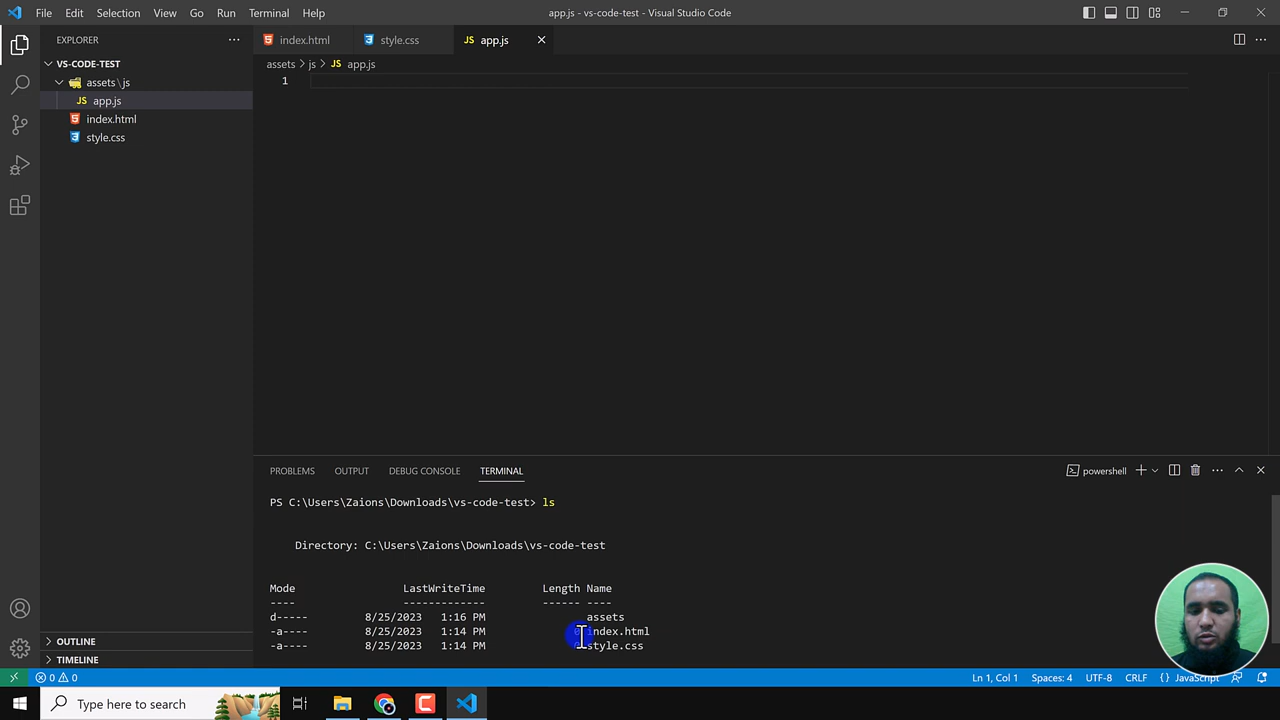 File Edit Selection View Go Run Terminal Help
app.js - vs-code-test - Visual Studio Code
EXPLORER
index.html
style.css
JS app.js
VS-CODE-TEST
assets > js > JS app.js
assets \ js
JS app.js
index.html
style.css
1
PROBLEMS OUTPUT DEBUG CONSOLE TERMINAL
powershell
PS C:\Users\Zaions\Downloads\vs-code-test> ls
Directory: C:\Users\Zaions\Downloads\vs-code-test
Mode LastWriteTime Length Name
---- ------------- ------ ----
d----- 8/25/2023 1:16 PM assets
-a---- 8/25/2023 1:14 PM index.html
-a---- 8/25/2023 1:14 PM style.css
OUTLINE
TIMELINE
0 0
Ln 1, Col 1 Spaces: 4 UTF-8 CRLF {} JavaScript
Type here to search